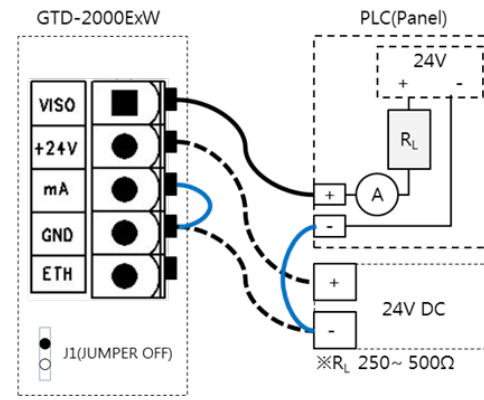 GTD-2000ExW
PLC(Panel)
24V
+ -
VISO
+24V
mA
GND
ETH
J1(JUMPER OFF)
RL
A
+
-
+
-
24V DC
※RL 250~ 500Ω